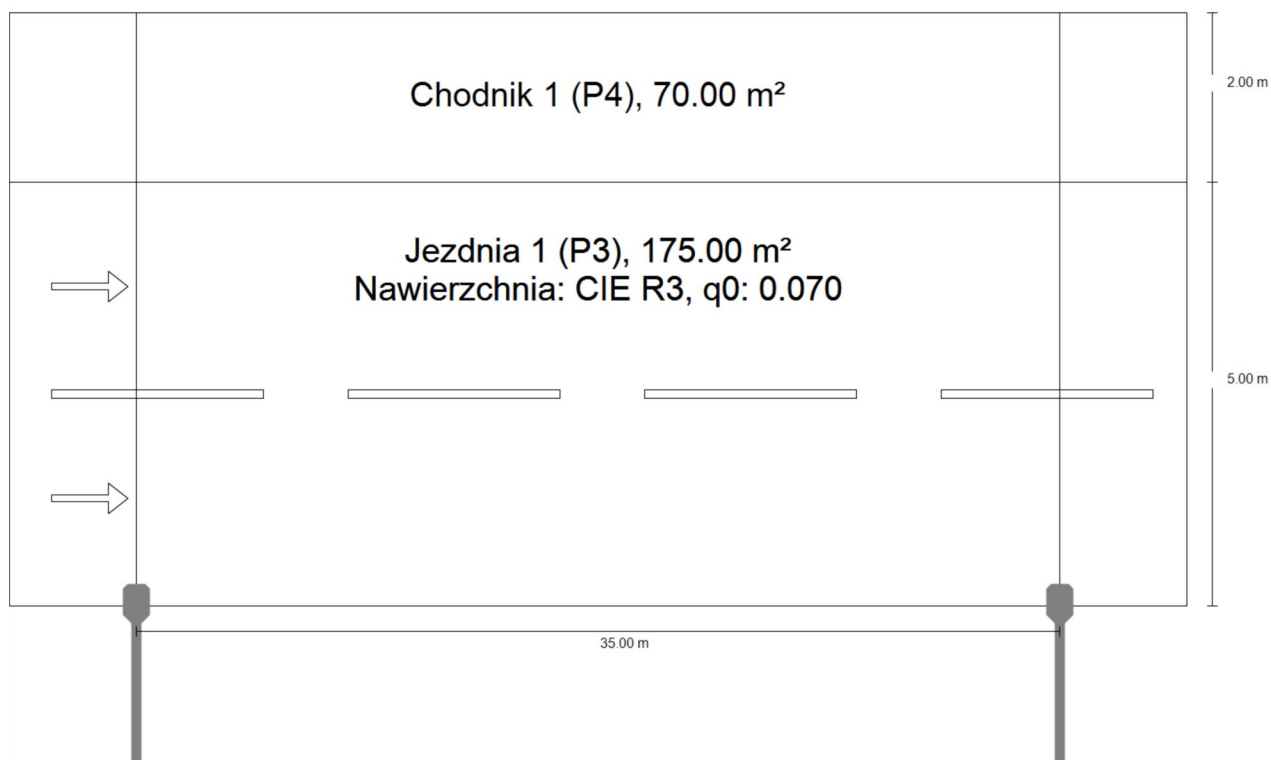 Chodnik 1 (P4), 70.00 m²
2.00 m
Jezdnia 1 (P3), 175.00 m²
Nawierzchnia: CIE R3, q0: 0.070
5.00 m
35.00 m